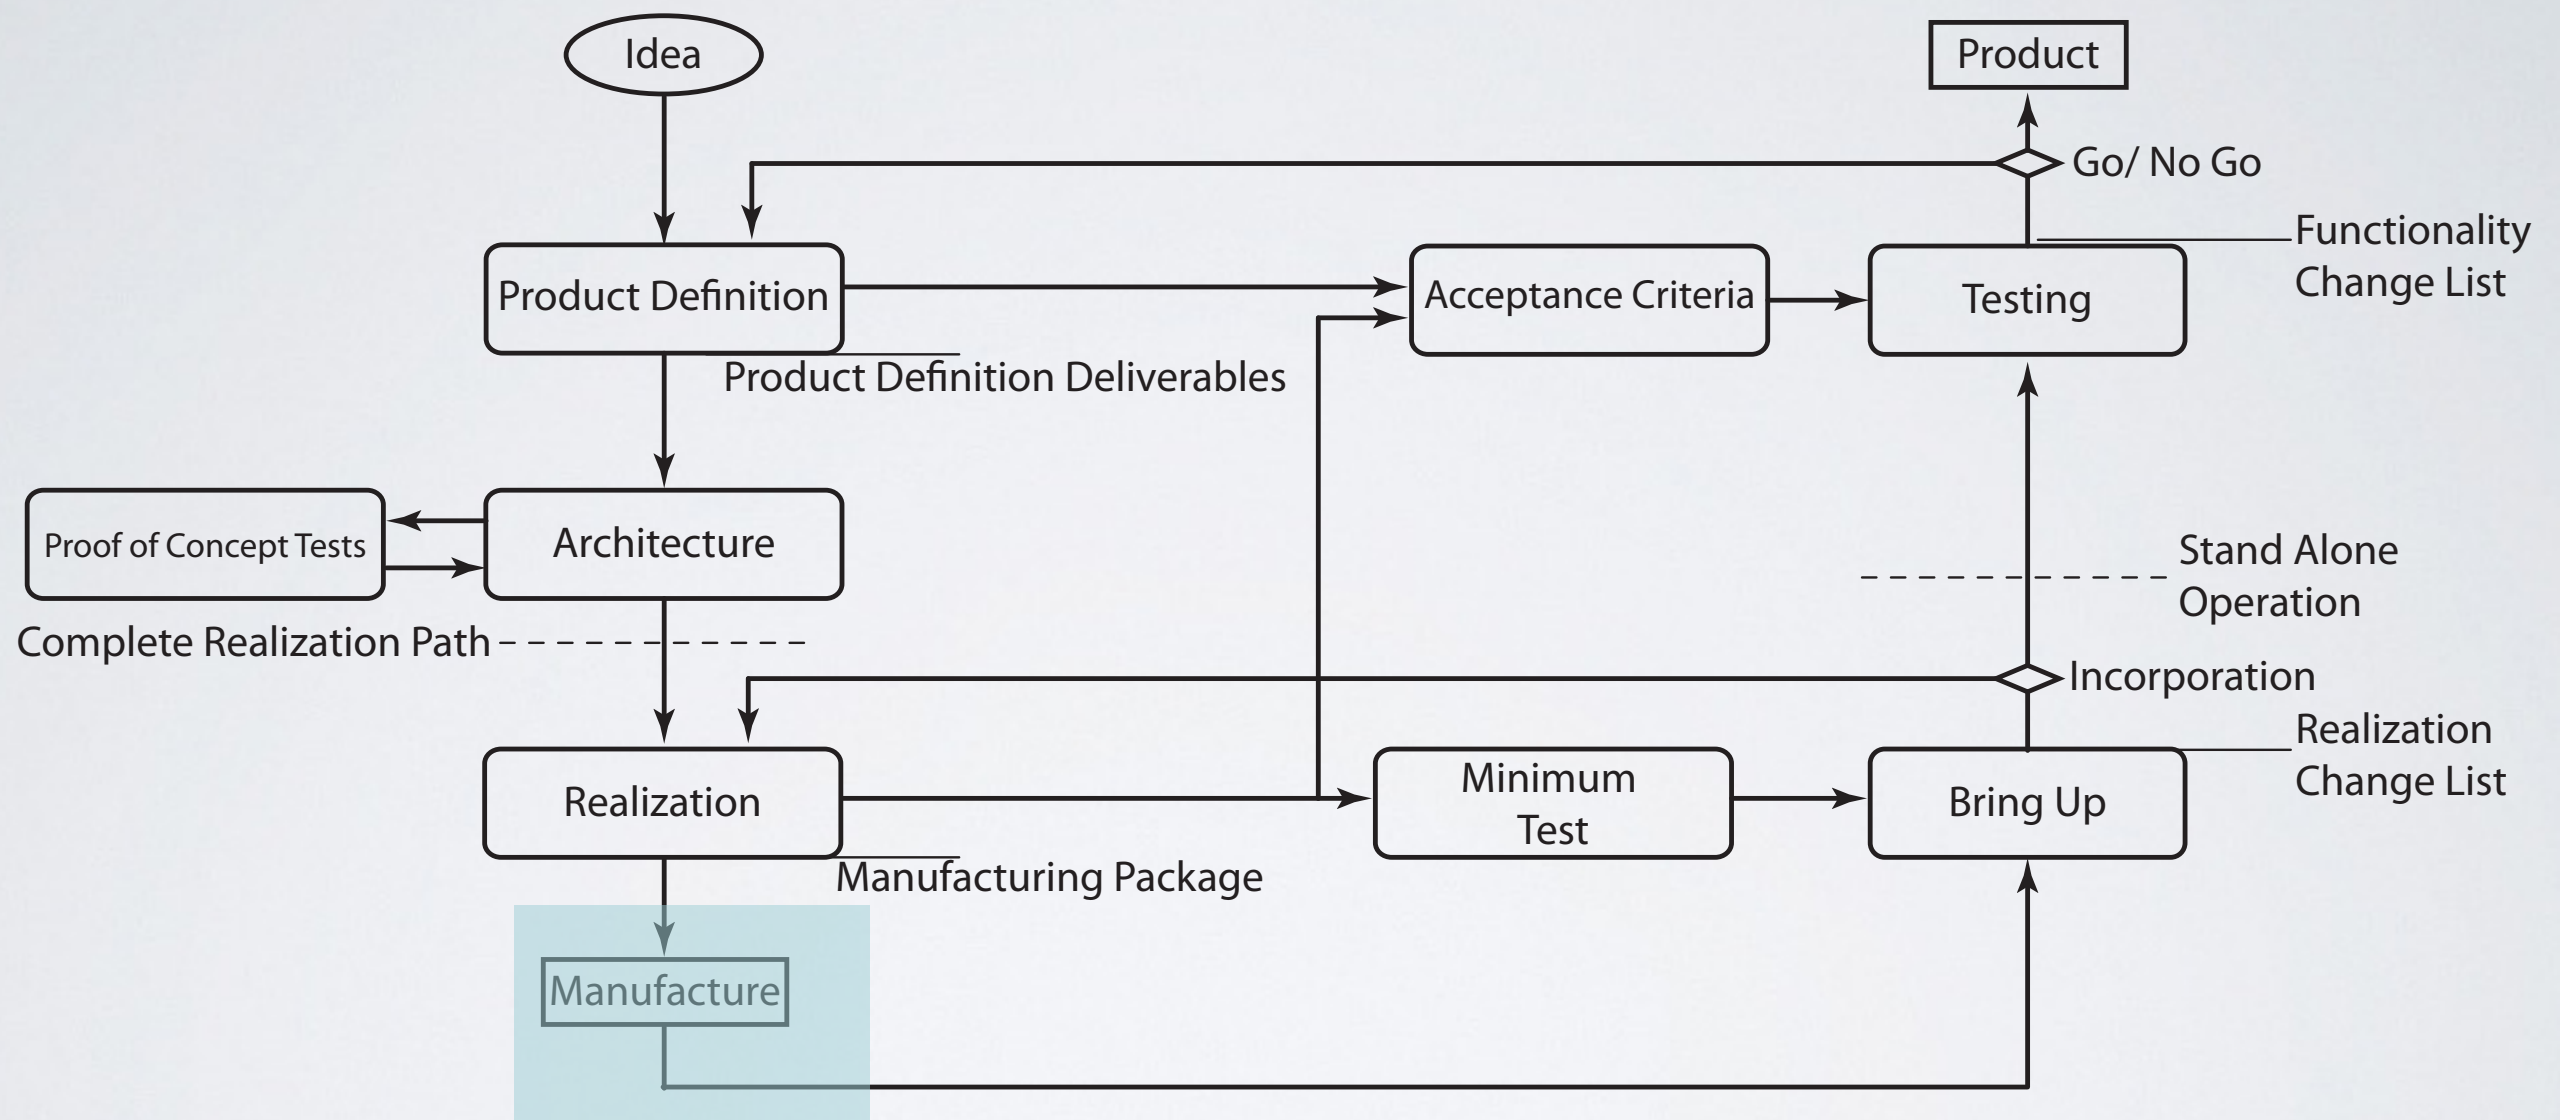 Idea
Product
Go/ No Go
Functionality
Change List
Product Definition
Acceptance Criteria
Testing
Product Definition Deliverables
Proof of Concept Tests
Architecture
Stand Alone
Operation
Complete Realization Path
Incorporation
Realization
Change List
Realization
Minimum
Test
Bring Up
Manufacturing Package
Manufacture